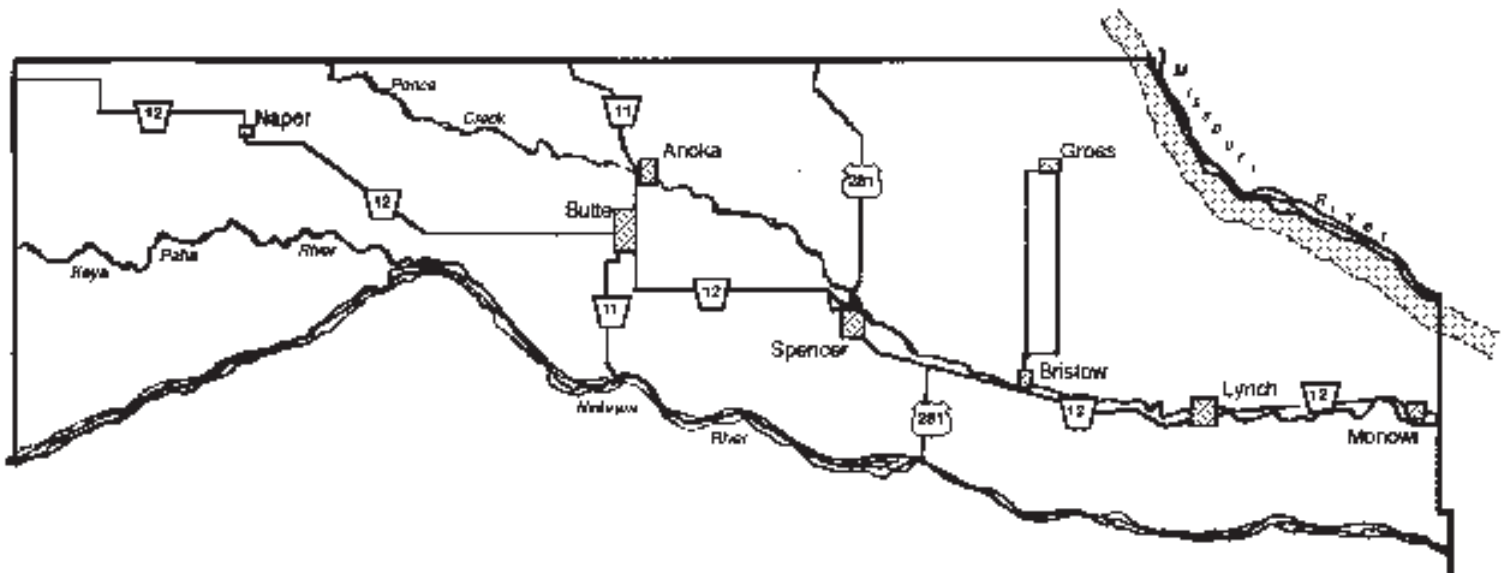 12
Naper
Ponca
Creek
11
Anoka
281
Gross
Missouri
River
12
Butte
Keya
Paha
River
11
12
Spencer
Bristow
Lynch
12
12
Monowi
281
River